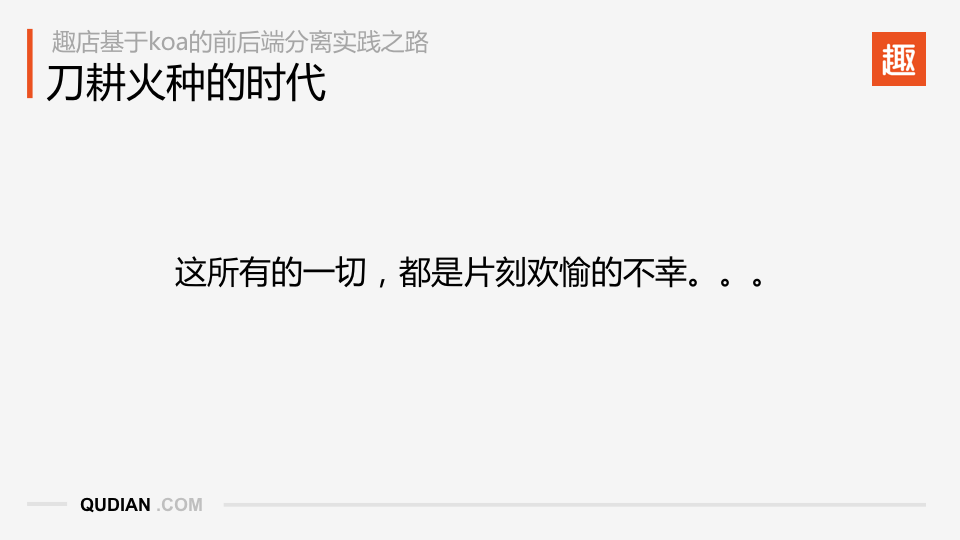 趣店基于koa的前后端分离实践之路
刀耕火种的时代
趣
这所有的一切，都是片刻欢愉的不幸。。。
QUDIAN .COM